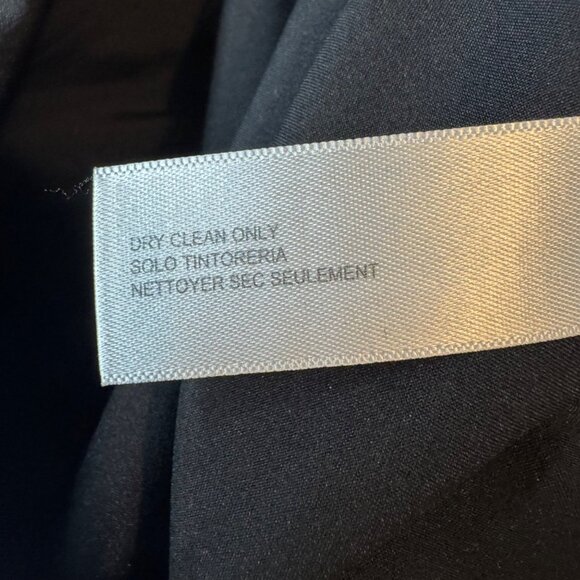 DRY CLEAN ONLY
SOLO TINTORERIA
NETTOYER SEC SEULEMENT